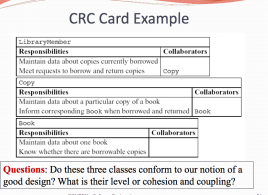 CRC Card Example
LibraryMember
Responsibilities Collaborators
Maintain data about copies currently borrowed
Meet requests to borrow and return copies Copy
Copy
Responsibilities Collaborators
Maintain data about a particular copy of a book
Inform corresponding Book when borrowed and returned Book
Book
Responsibilities Collaborators
Maintain data about one book
Know whether there are borrowable copies
Questions: Do these three classes conform to our notion of a
good design? What is their level or cohesion and coupling?